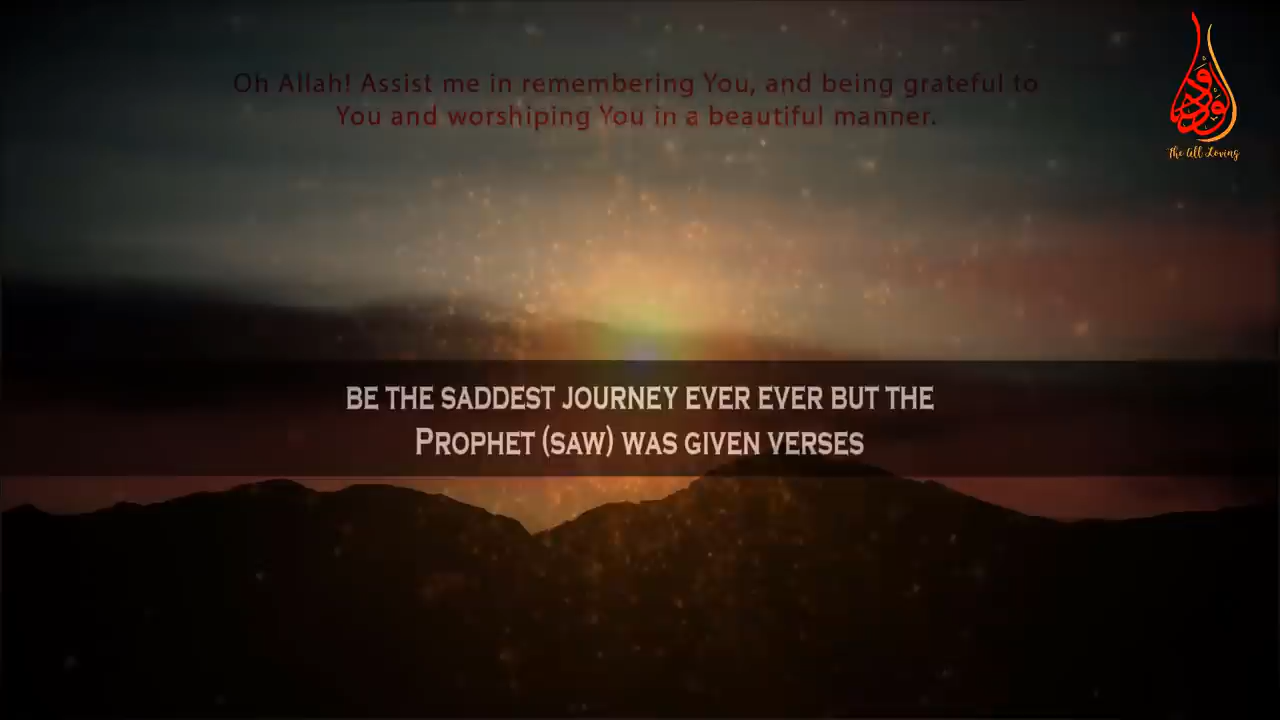 Oh Allah! Assist me in remembering You, and being grateful to
You and worshiping You in a beautiful manner.
ودود
The All Loving
BE THE SADDEST JOURNEY EVER EVER BUT THE
PROPHET (SAW) WAS GIVEN VERSES